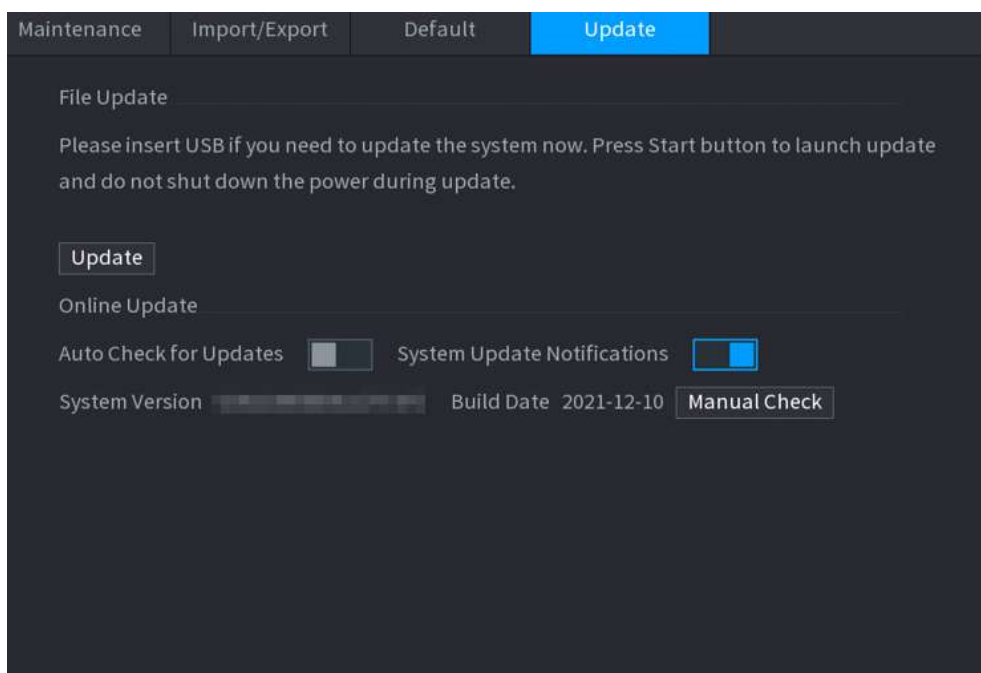 Maintenance Import/Export Default Update
File Update
Please insert USB if you need to update the system now. Press Start button to launch update
and do not shut down the power during update.
Update
Online Update
Auto Check for Updates System Update Notifications
System Version Build Date 2021-12-10 Manual Check